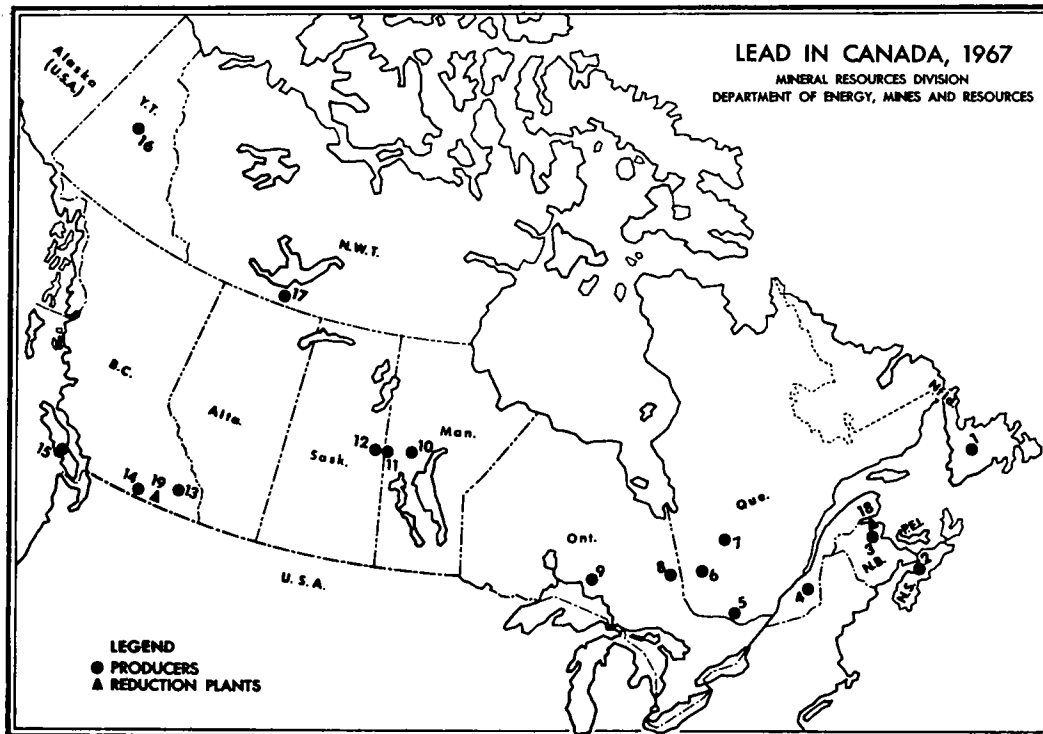 LEAD IN CANADA, 1967
MINERAL RESOURCES DIVISION
DEPARTMENT OF ENERGY, MINES AND RESOURCES
Alaska
(U.S.A)
Y.T.
16
N.W.T.
17
B.C.
Alta.
Sask.
Man.
12
11
10
15
14
19
13
Nfld.
1
Que.
Ont.
7
6
8
9
5
4
18
3
P.E.I.
N.B.
2
N.S.
U.S.A.
LEGEND
PRODUCERS
REDUCTION PLANTS